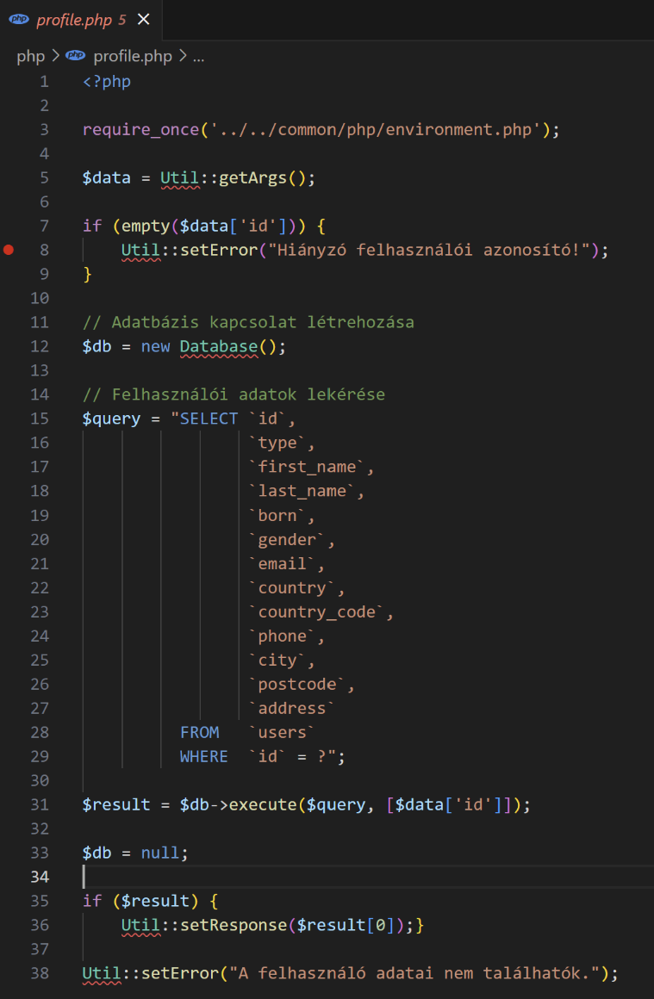 php profile.php 5 ×
php > php profile.php > ...
1 <?php
2
3 require_once('../../common/php/environment.php');
4
5 $data = Util::getArgs();
6
7 if (empty($data['id'])) {
8     Util::setError("Hiányzó felhasználói azonosító!");
9 }
10
11 // Adatbázis kapcsolat létrehozása
12 $db = new Database();
13
14 // Felhasználói adatok lekérése
15 $query = "SELECT `id`,
16                  `type`,
17                  `first_name`,
18                  `last_name`,
19                  `born`,
20                  `gender`,
21                  `email`,
22                  `country`,
23                  `country_code`,
24                  `phone`,
25                  `city`,
26                  `postcode`,
27                  `address`
28           FROM   `users`
29           WHERE  `id` = ?";
30
31 $result = $db->execute($query, [$data['id']]);
32
33 $db = null;
34
35 if ($result) {
36     Util::setResponse($result[0]);}
37
38 Util::setError("A felhasználó adatai nem találhatók.");